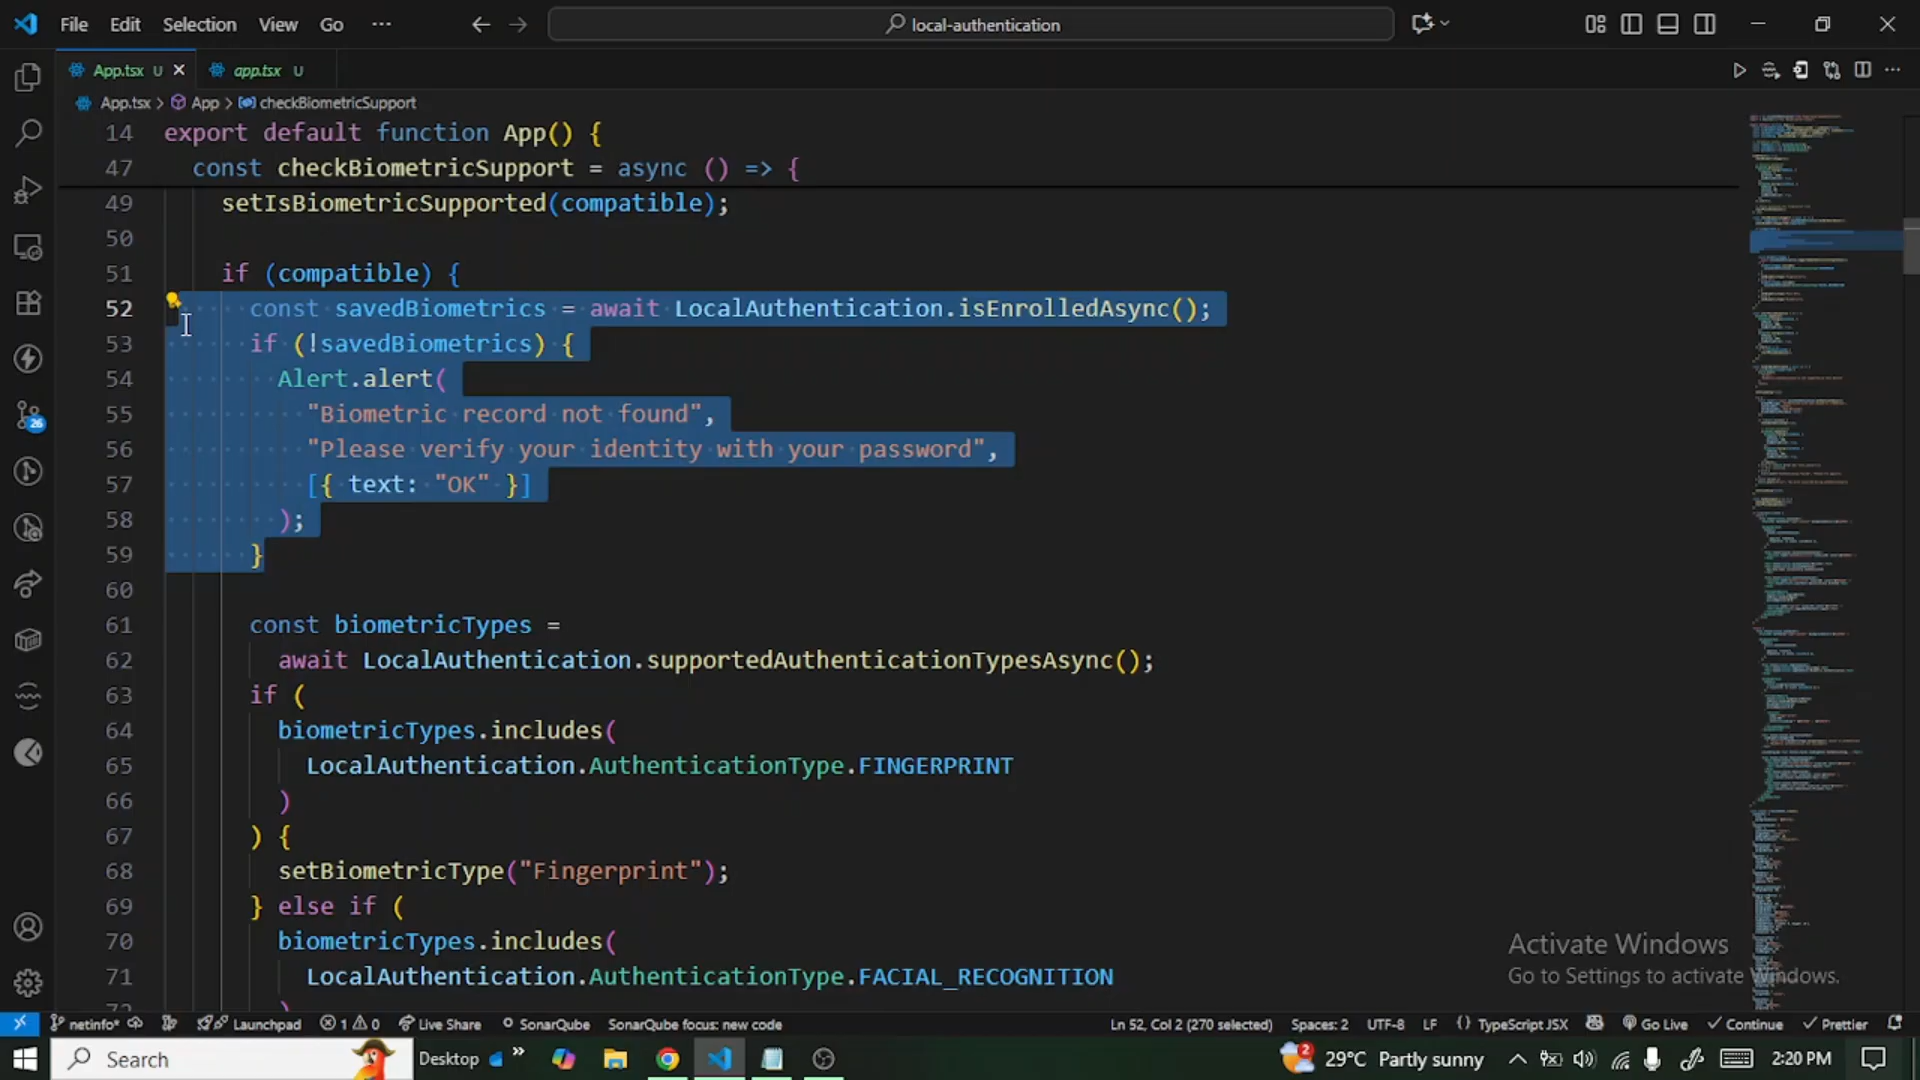 File Edit View Go ··· local-authentication
App.tsx U app.tsx U
App.tsx > App > checkBiometricSupport
14 export default function App() {
47 const checkBiometricSupport = async () => {
49 setIsBiometricSupported(compatible);
50
51 if (compatible) {
52 const savedBiometrics = await LocalAuthentication.isEnrolledAsync();
53 if (!savedBiometrics) {
54 Alert.alert(
55 "Biometric record not found",
56 "Please verify your identity with your password",
57 [{ text: "OK" }]
58 );
59 }
60
61 const biometricTypes =
62 await LocalAuthentication.supportedAuthenticationTypesAsync();
63 if (
64 biometricTypes.includes(
65 LocalAuthentication.AuthenticationType.FINGERPRINT
66 )
67 ) {
68 setBiometricType("Fingerprint");
69 } else if (
70 biometricTypes.includes(
71 LocalAuthentication.AuthenticationType.FACIAL_RECOGNITION
26
Activate Windows
Go to Settings to activate Windows.
netinfo* Launchpad 1 0 Live Share SonarQube SonarQube focus: new code Ln 52, Col 2 (270 selected) Spaces: 2 UTF-8 LF {} TypeScript JSX Go Live Continue Prettier
Search Desktop 2 29°C Partly sunny 2:20 PM